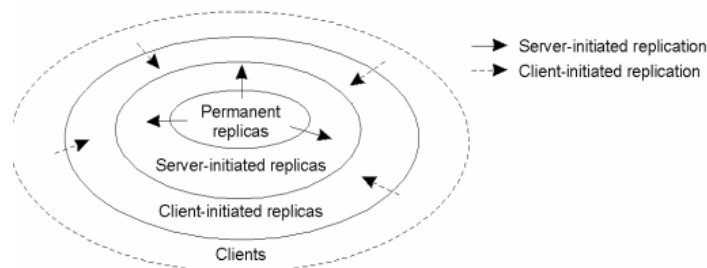 Server-initiated replication
Client-initiated replication
Permanent
replicas
Server-initiated replicas
Client-initiated replicas
Clients